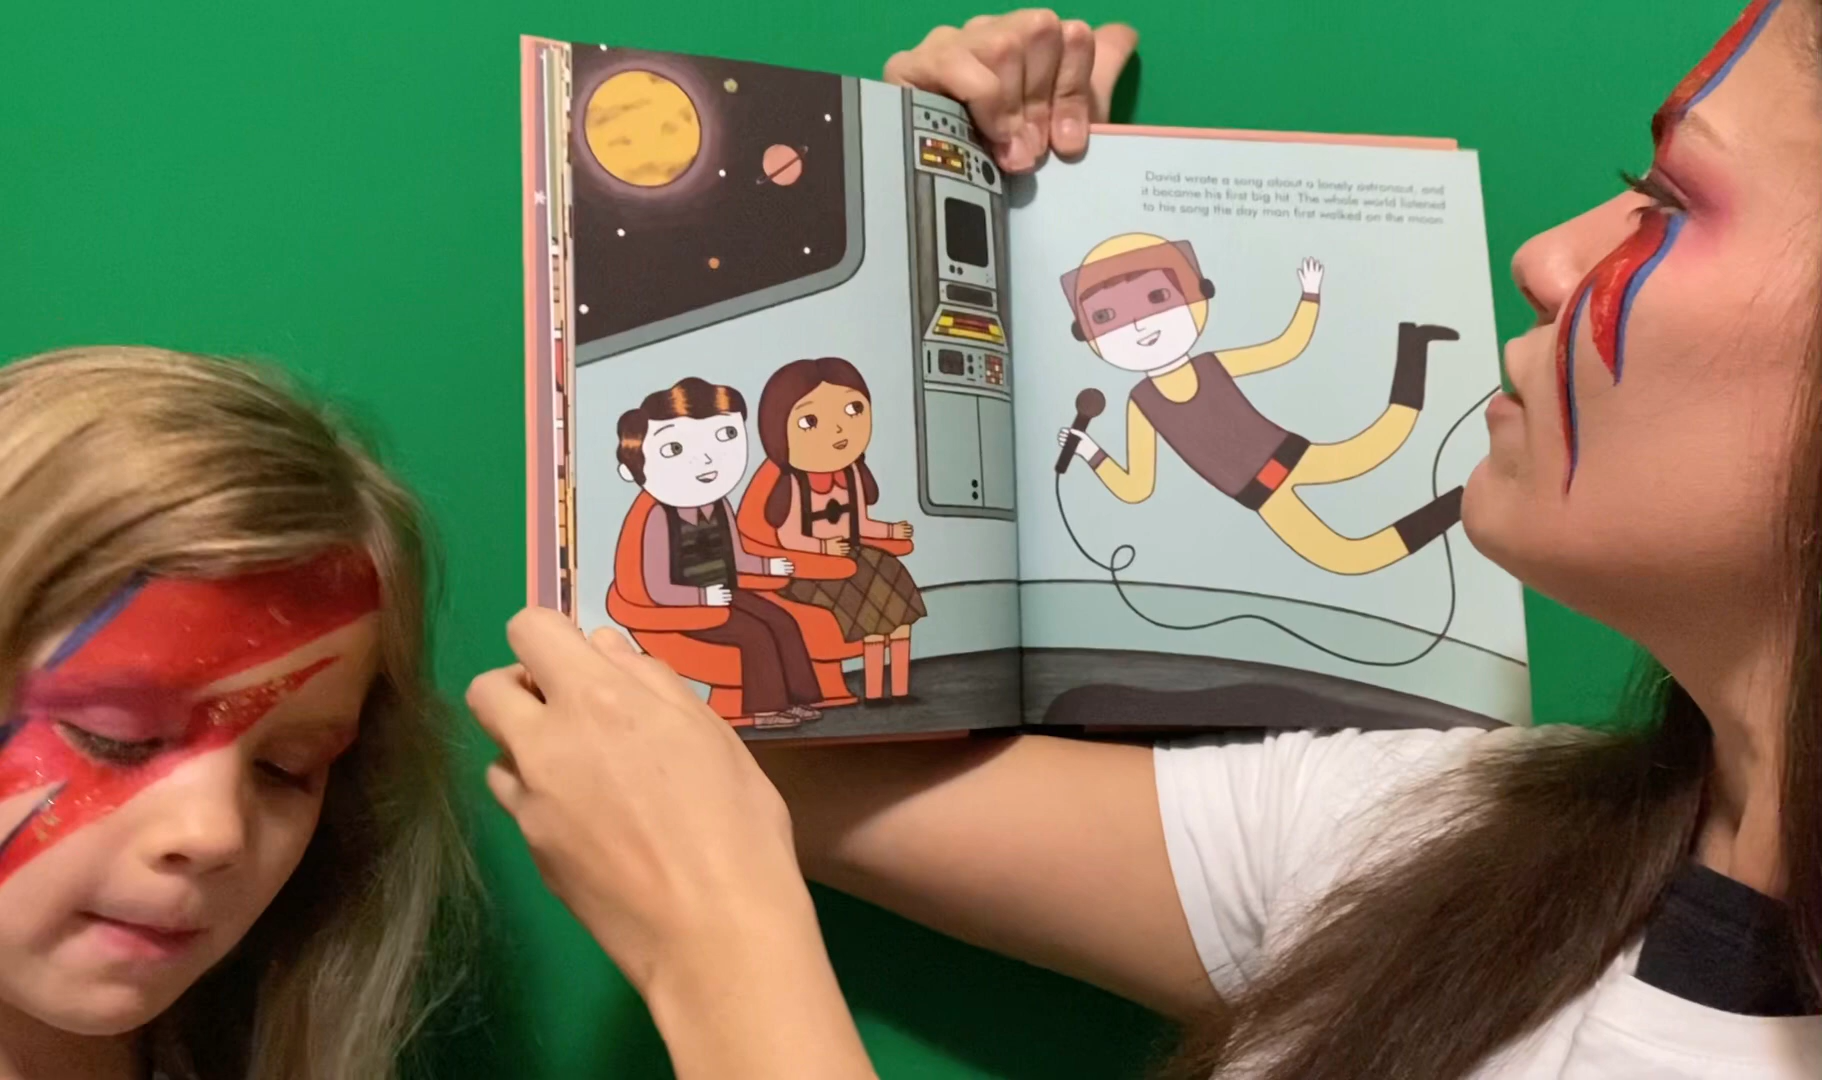 David wrote a song about a lonely astronaut, and
it became his first big hit. The whole world listened
to his song the day man first walked on the moon.